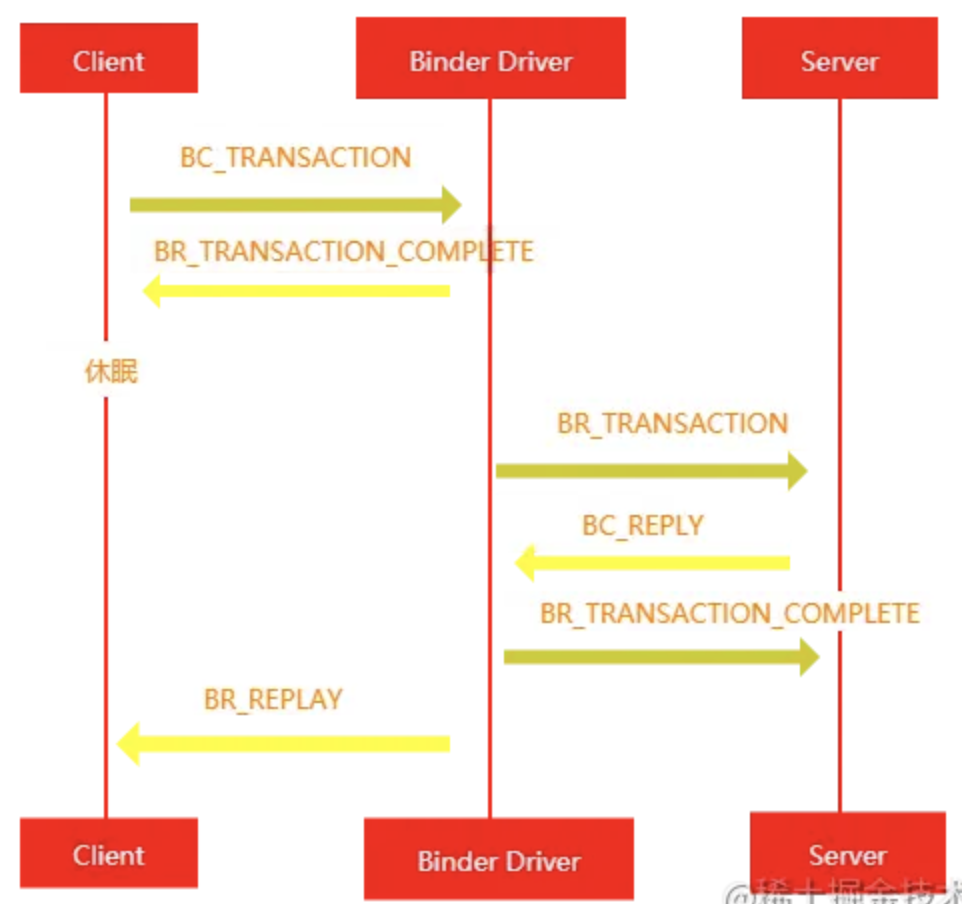 Client
Binder Driver
Server
BC_TRANSACTION
BR_TRANSACTION_COMPLETE
休眠
BR_TRANSACTION
BC_REPLY
BR_TRANSACTION_COMPLETE
BR_REPLAY
Client
Binder Driver
Server
@稀土掘金技术